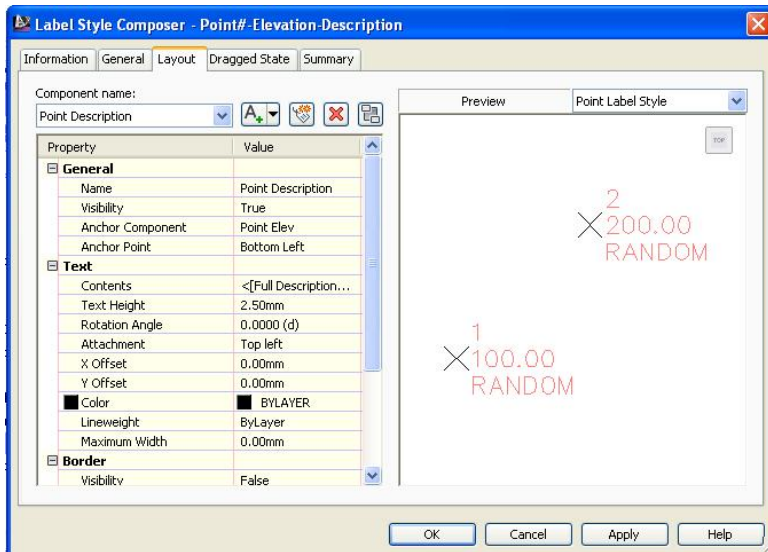 Label Style Composer - Point#-Elevation-Description
Information General Layout Dragged State Summary
Component name:
Point Description
Preview Point Label Style
Property Value
General
Name Point Description
Visibility True
Anchor Component Point Elev
Anchor Point Bottom Left
Text
Contents <[Full Description...
Text Height 2.50mm
Rotation Angle 0.0000 (d)
Attachment Top left
X Offset 0.00mm
Y Offset 0.00mm
Color BYLAYER
Lineweight ByLayer
Maximum Width 0.00mm
Border
Visibility False
TOP
2
200.00
RANDOM
1
100.00
RANDOM
OK Cancel Apply Help